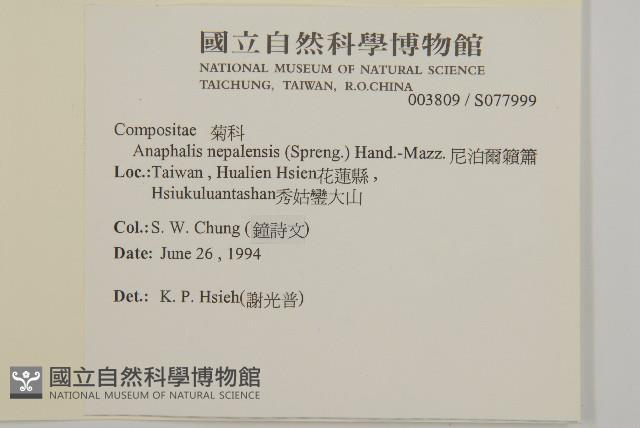 國立自然科學博物館
NATIONAL MUSEUM OF NATURAL SCIENCE
TAICHUNG, TAIWAN, R.O.CHINA
003809 / S077999
Compositae 菊科
Anaphalis nepalensis (Spreng.) Hand.-Mazz. 尼泊爾籟簫
Loc.:Taiwan , Hualien Hsien花蓮縣 ,
Hsiukuluantashan秀姑鑾大山
Col.: S. W. Chung (鐘詩文)
Date: June 26 , 1994
Det.: K. P. Hsieh(謝光普)
國立自然科學博物館
NATIONAL MUSEUM OF NATURAL SCIENCE